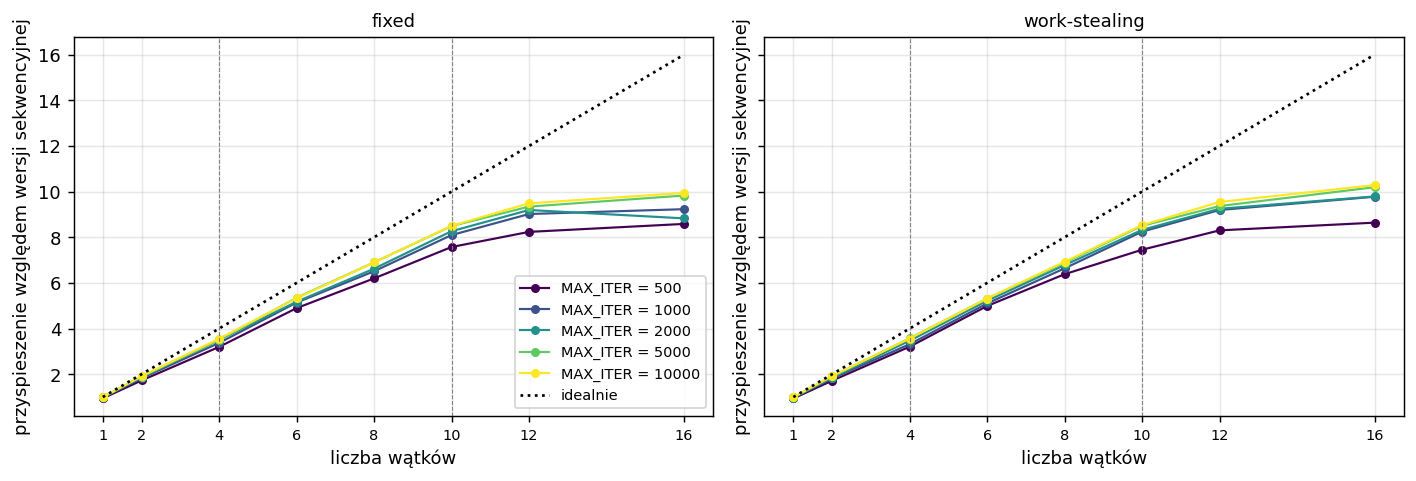 fixed
przyspieszenie względem wersji sekwencyjnej
16
14
12
10
8
6
4
2
MAX_ITER = 500
MAX_ITER = 1000
MAX_ITER = 2000
MAX_ITER = 5000
MAX_ITER = 10000
idealnie
1 2 4 6 8 10 12 16
liczba wątków
work-stealing
przyspieszenie względem wersji sekwencyjnej
1 2 4 6 8 10 12 16
liczba wątków